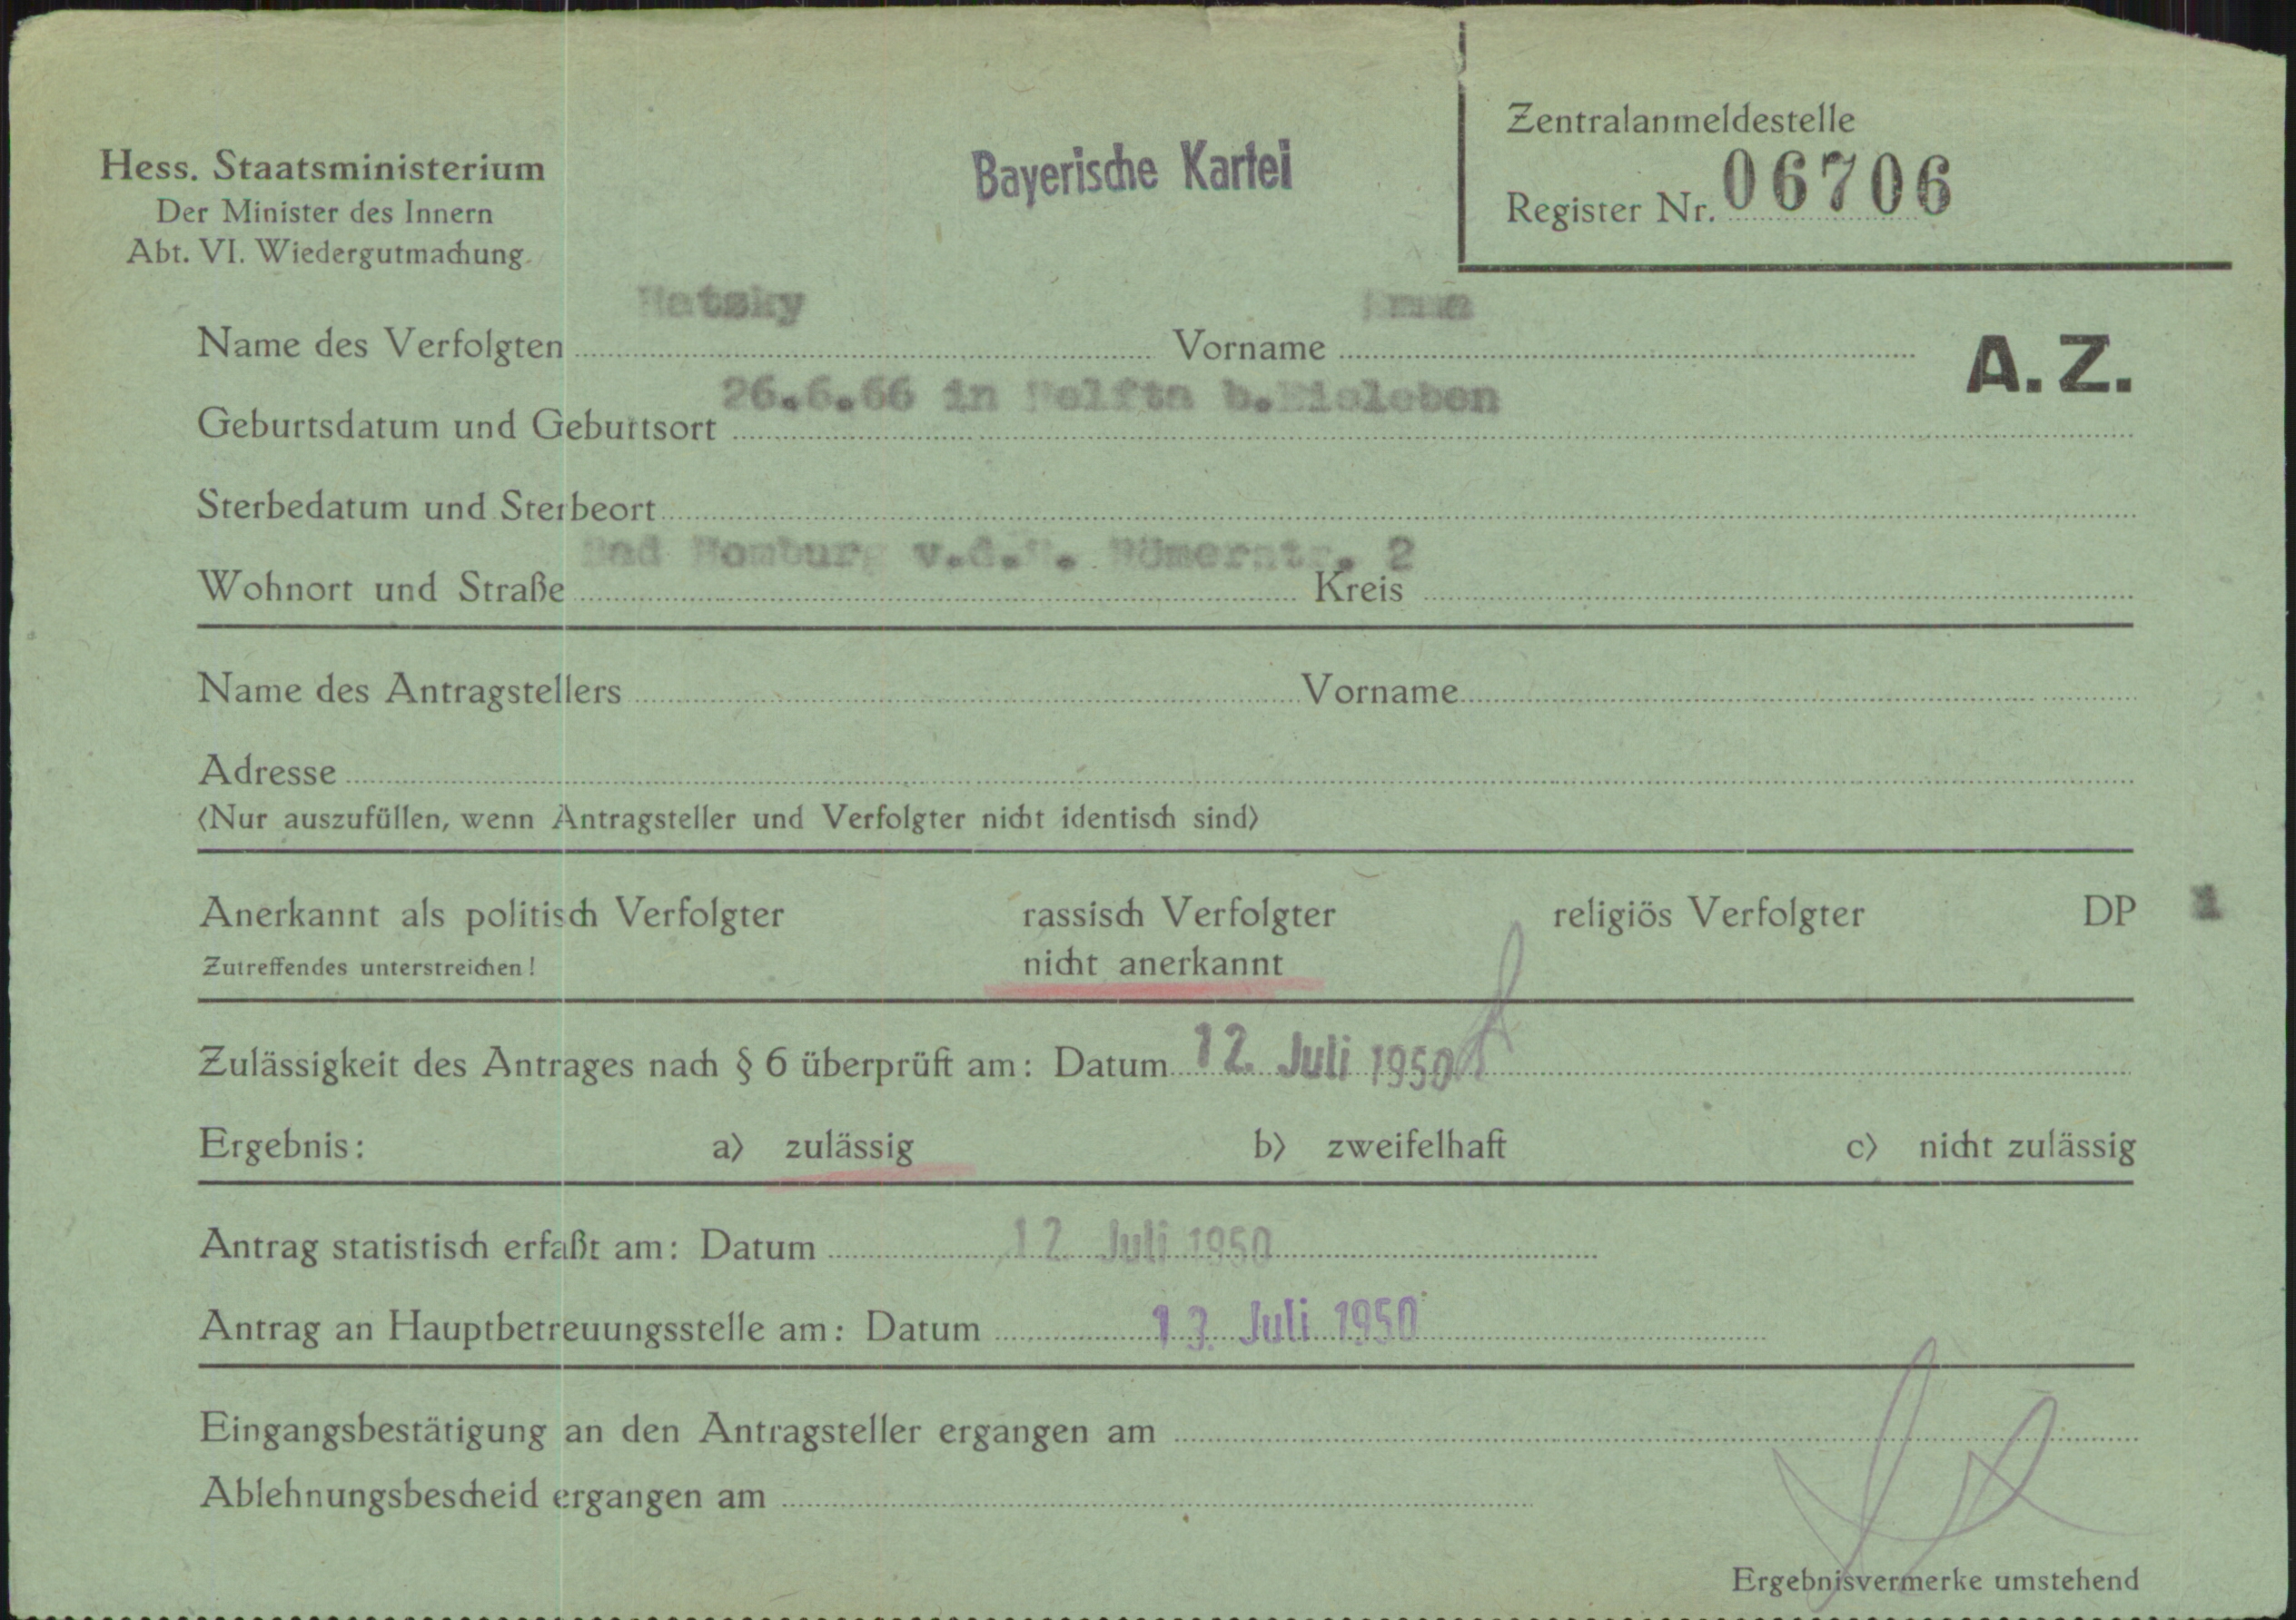 Zentralanmeldestelle
Register Nr. 06706
Hess. Staatsministerium
Der Minister des Innern
Abt. VI. Wiedergutmachung
Bayerische Kartei
Name des Verfolgten Vorname
A. Z.
Geburtsdatum und Geburtsort 26.6.66 in Helfta b. Eisleben
Sterbedatum und Sterbeort
Wohnort und Straße Bad Homburg v.d.H. Römerstr. 2 Kreis
Name des Antragstellers Vorname
Adresse
(Nur auszufüllen, wenn Antragsteller und Verfolgter nicht identisch sind)
Anerkannt als politisch Verfolgter rassisch Verfolgter religiös Verfolgter DP 1
Zutreffendes unterstreichen! nicht anerkannt
Zulässigkeit des Antrages nach § 6 überprüft am: Datum 12. Juli 1950
Ergebnis: a) zulässig b) zweifelhaft c) nicht zulässig
Antrag statistisch erfaßt am: Datum 12. Juli 1950
Antrag an Hauptbetreuungsstelle am: Datum 13. Juli 1950
Eingangsbestätigung an den Antragsteller ergangen am
Ablehnungsbescheid ergangen am
Ergebnisvermerke umstehend